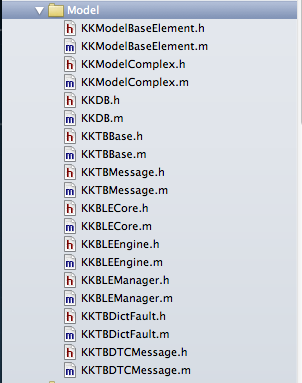 Model
h KKModelBaseElement.h
m KKModelBaseElement.m
h KKModelComplex.h
m KKModelComplex.m
h KKDB.h
m KKDB.m
h KKTBBase.h
m KKTBBase.m
h KKTBMessage.h
m KKTBMessage.m
h KKBLECore.h
m KKBLECore.m
h KKBLEEngine.h
m KKBLEEngine.m
h KKBLEManager.h
m KKBLEManager.m
h KKTBDictFault.h
m KKTBDictFault.m
h KKTBDTCMessage.h
m KKTBDTCMessage.m